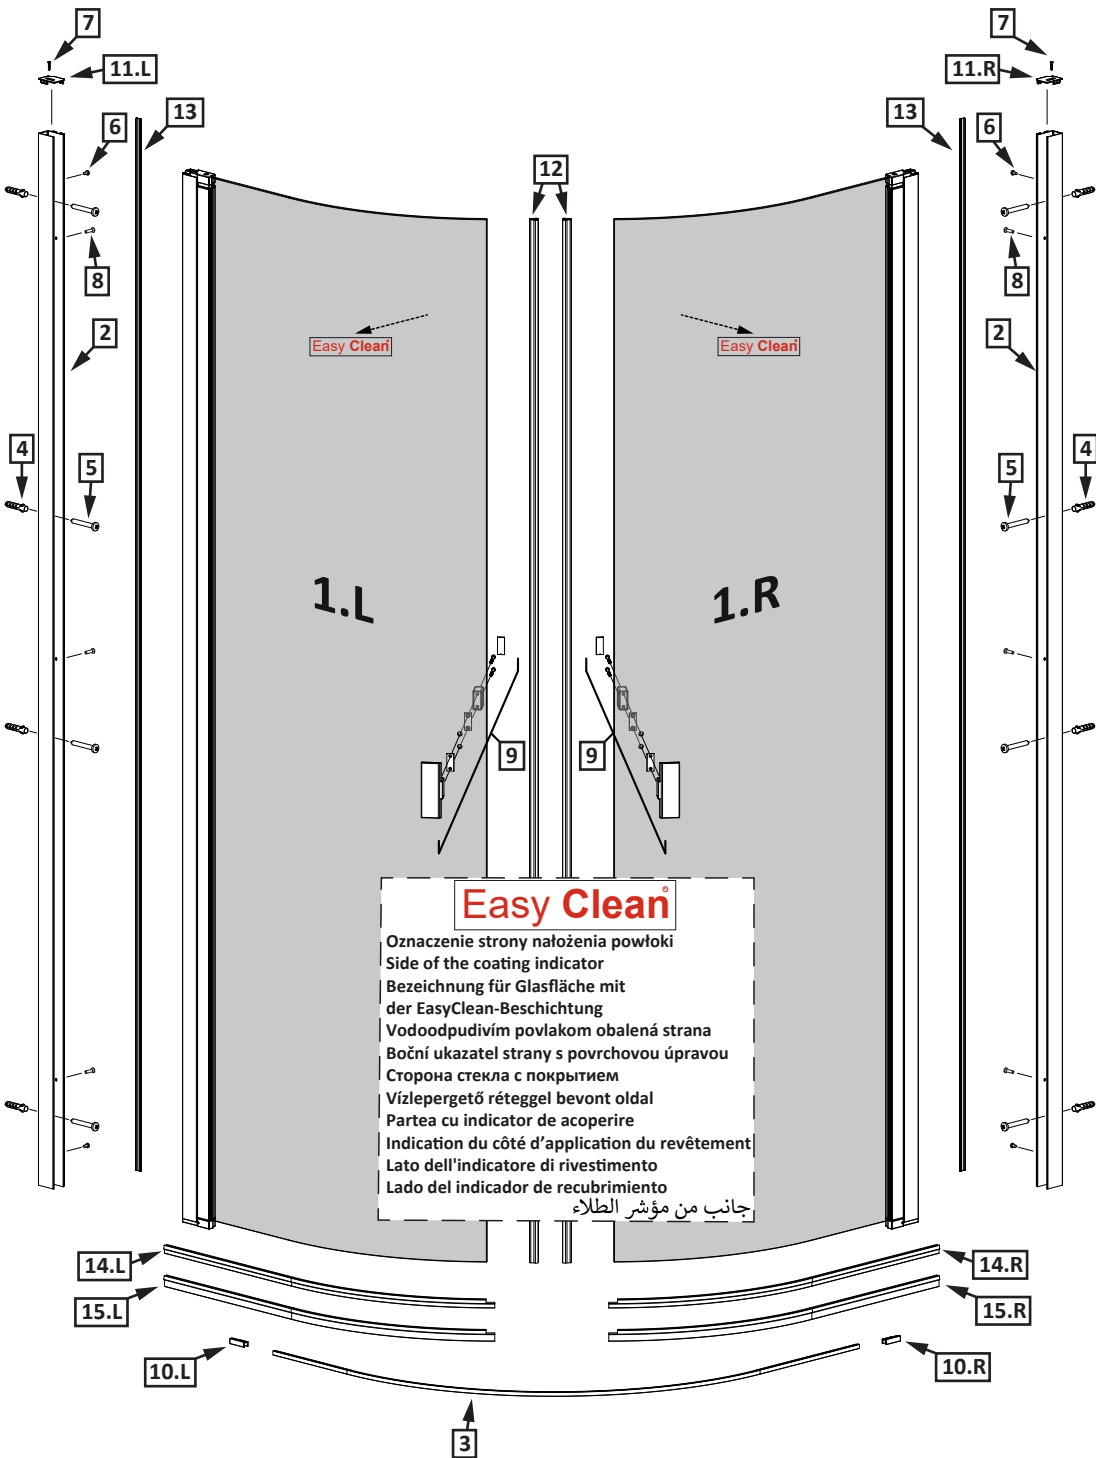 7
7
11.L
11.R
13
13
6
6
12
8
8
2
2
Easy Clean
Easy Clean
4
5
5
4
1.L
1.R
9
9
Easy Clean®
Oznaczenie strony nałożenia powłoki
Side of the coating indicator
Bezeichnung für Glasfläche mit
der EasyClean-Beschichtung
Vodoodpudivím povlakom obalená strana
Boční ukazatel strany s povrchovou úpravou
Сторона стекла с покрытием
Vízlepergető réteggel bevont oldal
Partea cu indicator de acoperire
Indication du côté d’application du revêtement
Lato dell'indicatore di rivestimento
Lado del indicador de recubrimiento
جانب من مؤشر الطلاء
14.L
14.R
15.L
15.R
10.L
10.R
3